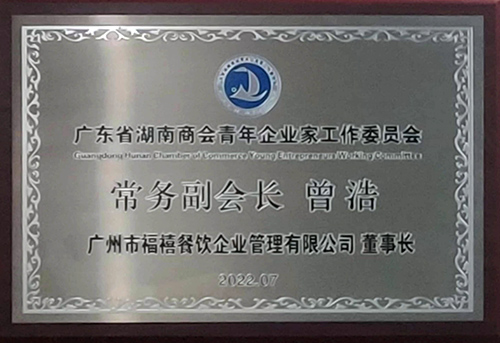 广东省湖南商会青年企业家工作委员会
Guangdong Hunan Chamber of Commerce Young Entrepreneurs Working Committee
常务副会长 曾浩
广州市福禧餐饮企业管理有限公司 董事长
2022.07